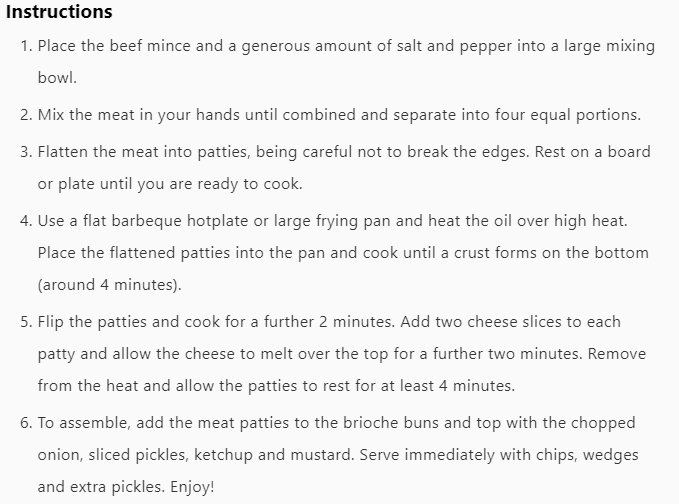 Instructions
1. Place the beef mince and a generous amount of salt and pepper into a large mixing
bowl.
2. Mix the meat in your hands until combined and separate into four equal portions.
3. Flatten the meat into patties, being careful not to break the edges. Rest on a board
or plate until you are ready to cook.
4. Use a flat barbeque hotplate or large frying pan and heat the oil over high heat.
Place the flattened patties into the pan and cook until a crust forms on the bottom
(around 4 minutes).
5. Flip the patties and cook for a further 2 minutes. Add two cheese slices to each
patty and allow the cheese to melt over the top for a further two minutes. Remove
from the heat and allow the patties to rest for at least 4 minutes.
6. To assemble, add the meat patties to the brioche buns and top with the chopped
onion, sliced pickles, ketchup and mustard. Serve immediately with chips, wedges
and extra pickles. Enjoy!